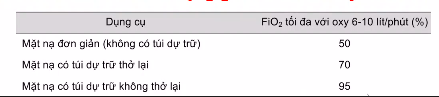 Dụng cụ FiO₂ tối đa với oxy 6-10 lít/phút (%)
Mặt nạ đơn giản (không có túi dự trữ) 50
Mặt nạ có túi dự trữ thở lại 70
Mặt nạ có túi dự trữ không thở lại 95